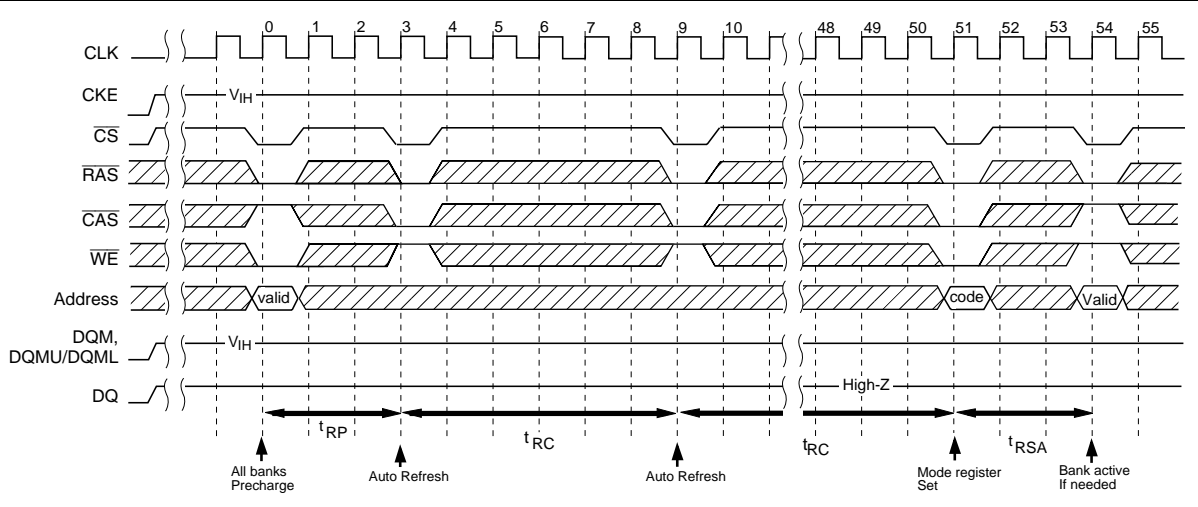 0 1 2 3 4 5 6 7 8 9 10 48 49 50 51 52 53 54 55
CLK
CKE VIH
CS
RAS
CAS
WE
Address valid code Valid
DQM,
DQMU/DQML VIH
DQ High-Z
tRP tRC tRC tRSA
All banks
Precharge
Auto Refresh
Auto Refresh
Mode register
Set
Bank active
If needed